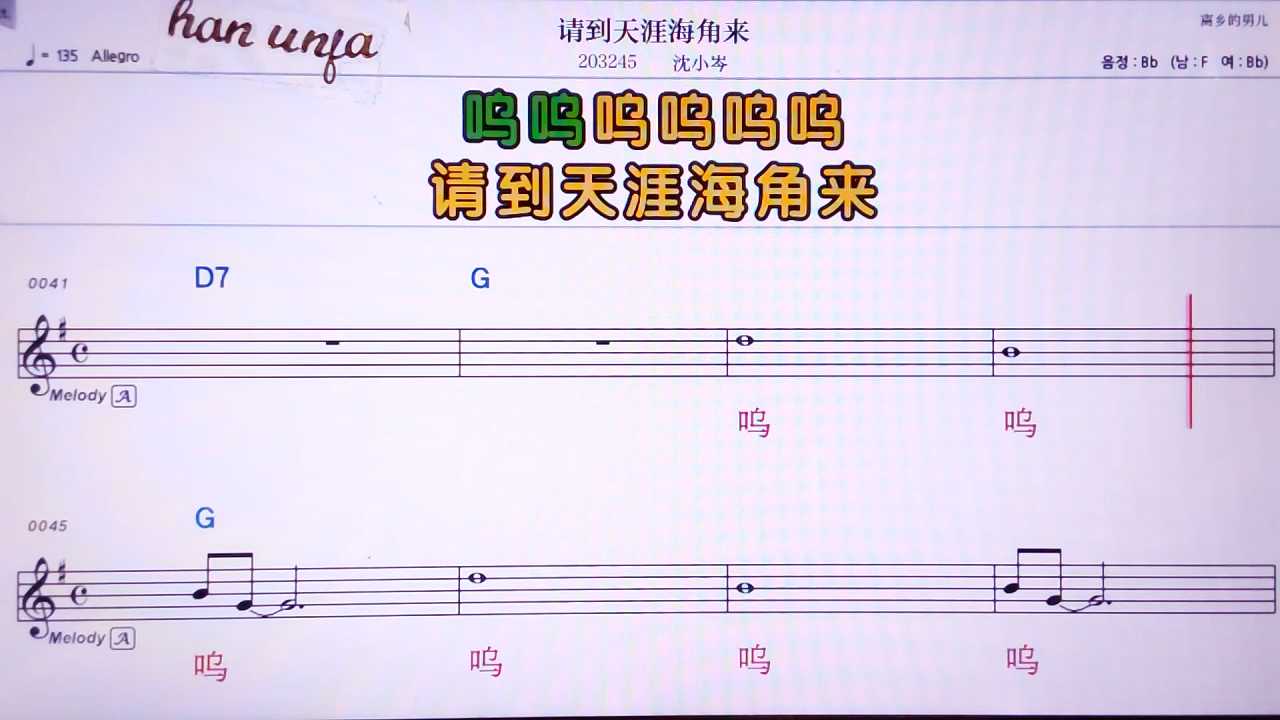 han unfa
请到天涯海角来
离乡的男儿
♩= 135 Allegro
203245 沈小岑
음정 : Bb (남 : F 여 : Bb)
呜呜呜呜呜呜
请到天涯海角来
0041 D7 G
Melody A
呜 呜
0045 G
Melody A
呜 呜 呜 呜